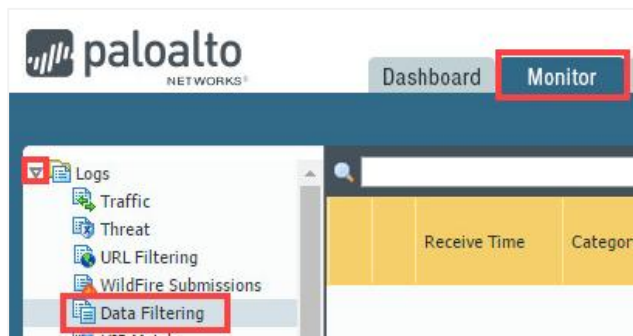 paloalto
NETWORKS®
Dashboard Monitor
Logs
Traffic
Threat
URL Filtering
WildFire Submissions
Data Filtering
Receive Time